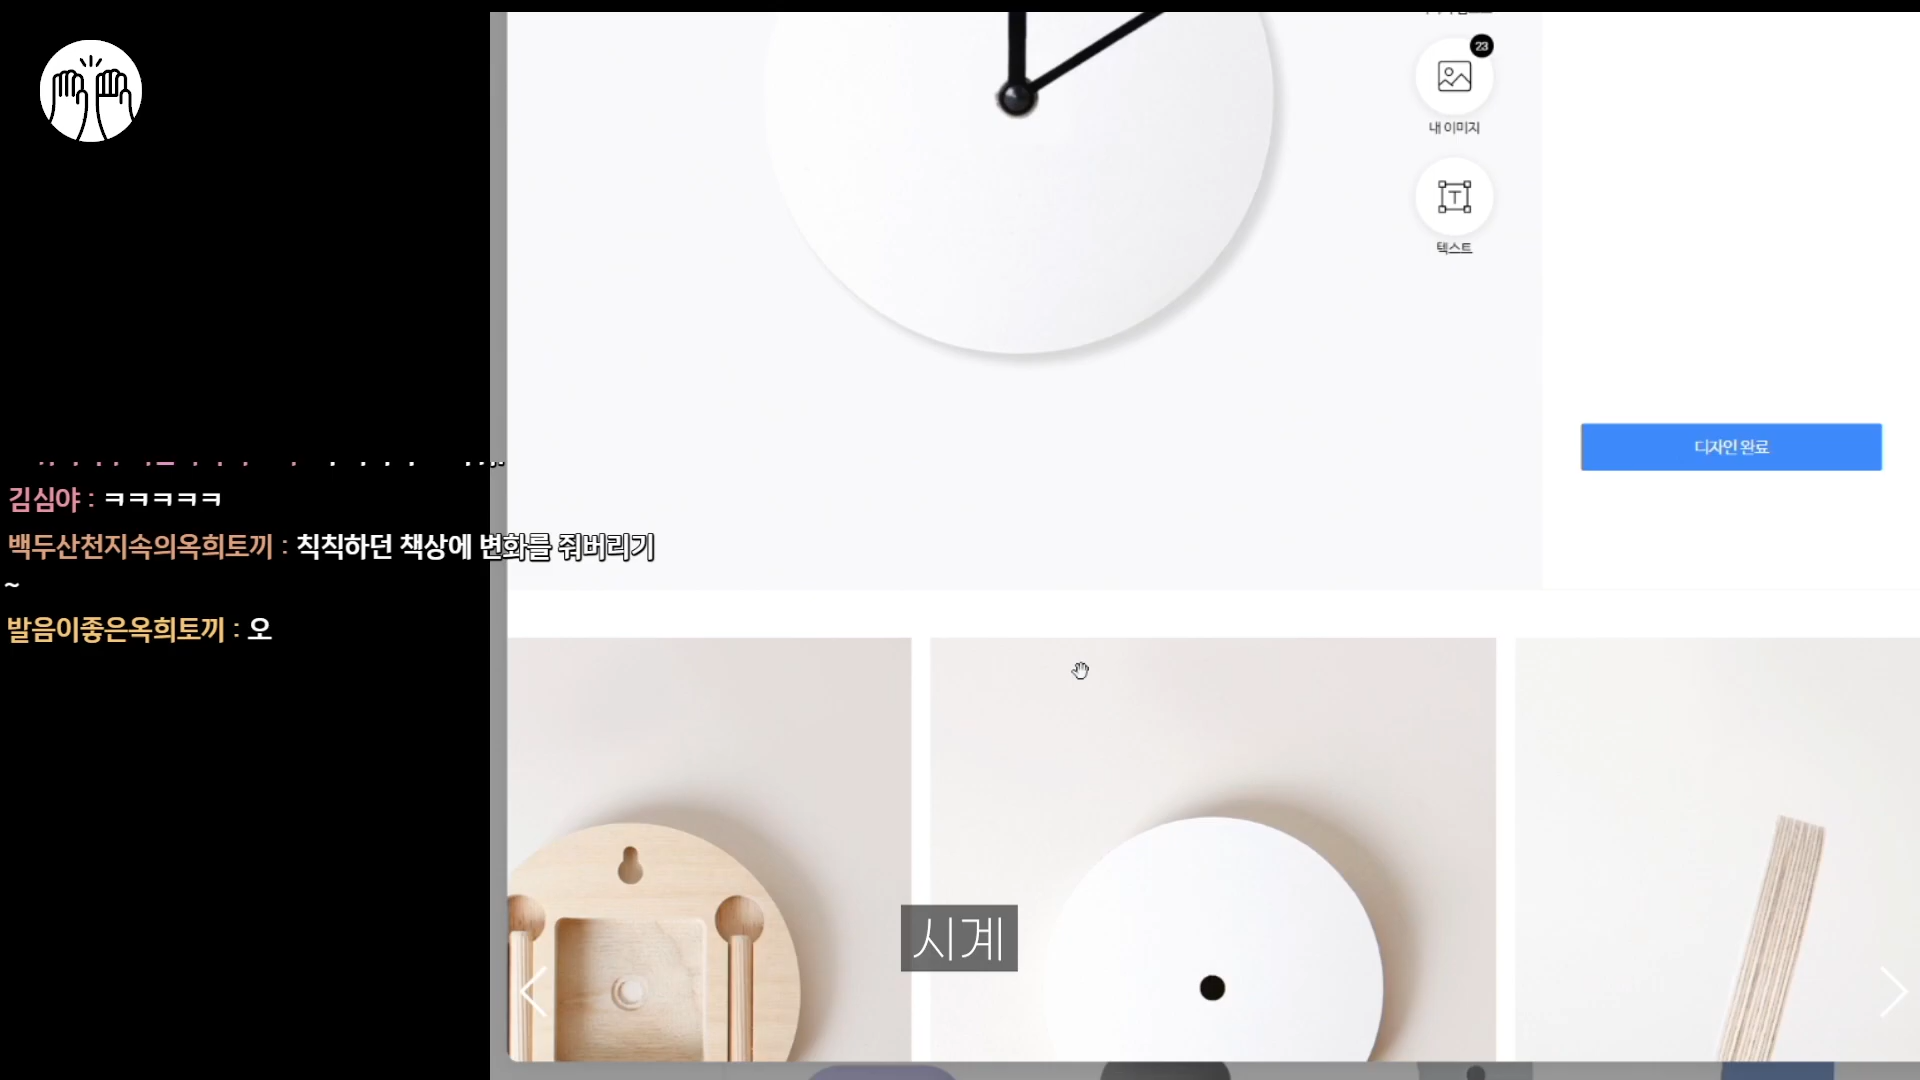 23
내 이미지
텍스트
디자인 완료
김심야 : ㅋㅋㅋㅋㅋ
백두산천지속의옥희토끼 : 칙칙하던 책상에 변화를 줘버리기
~
발음이좋은옥희토끼 : 오
시계